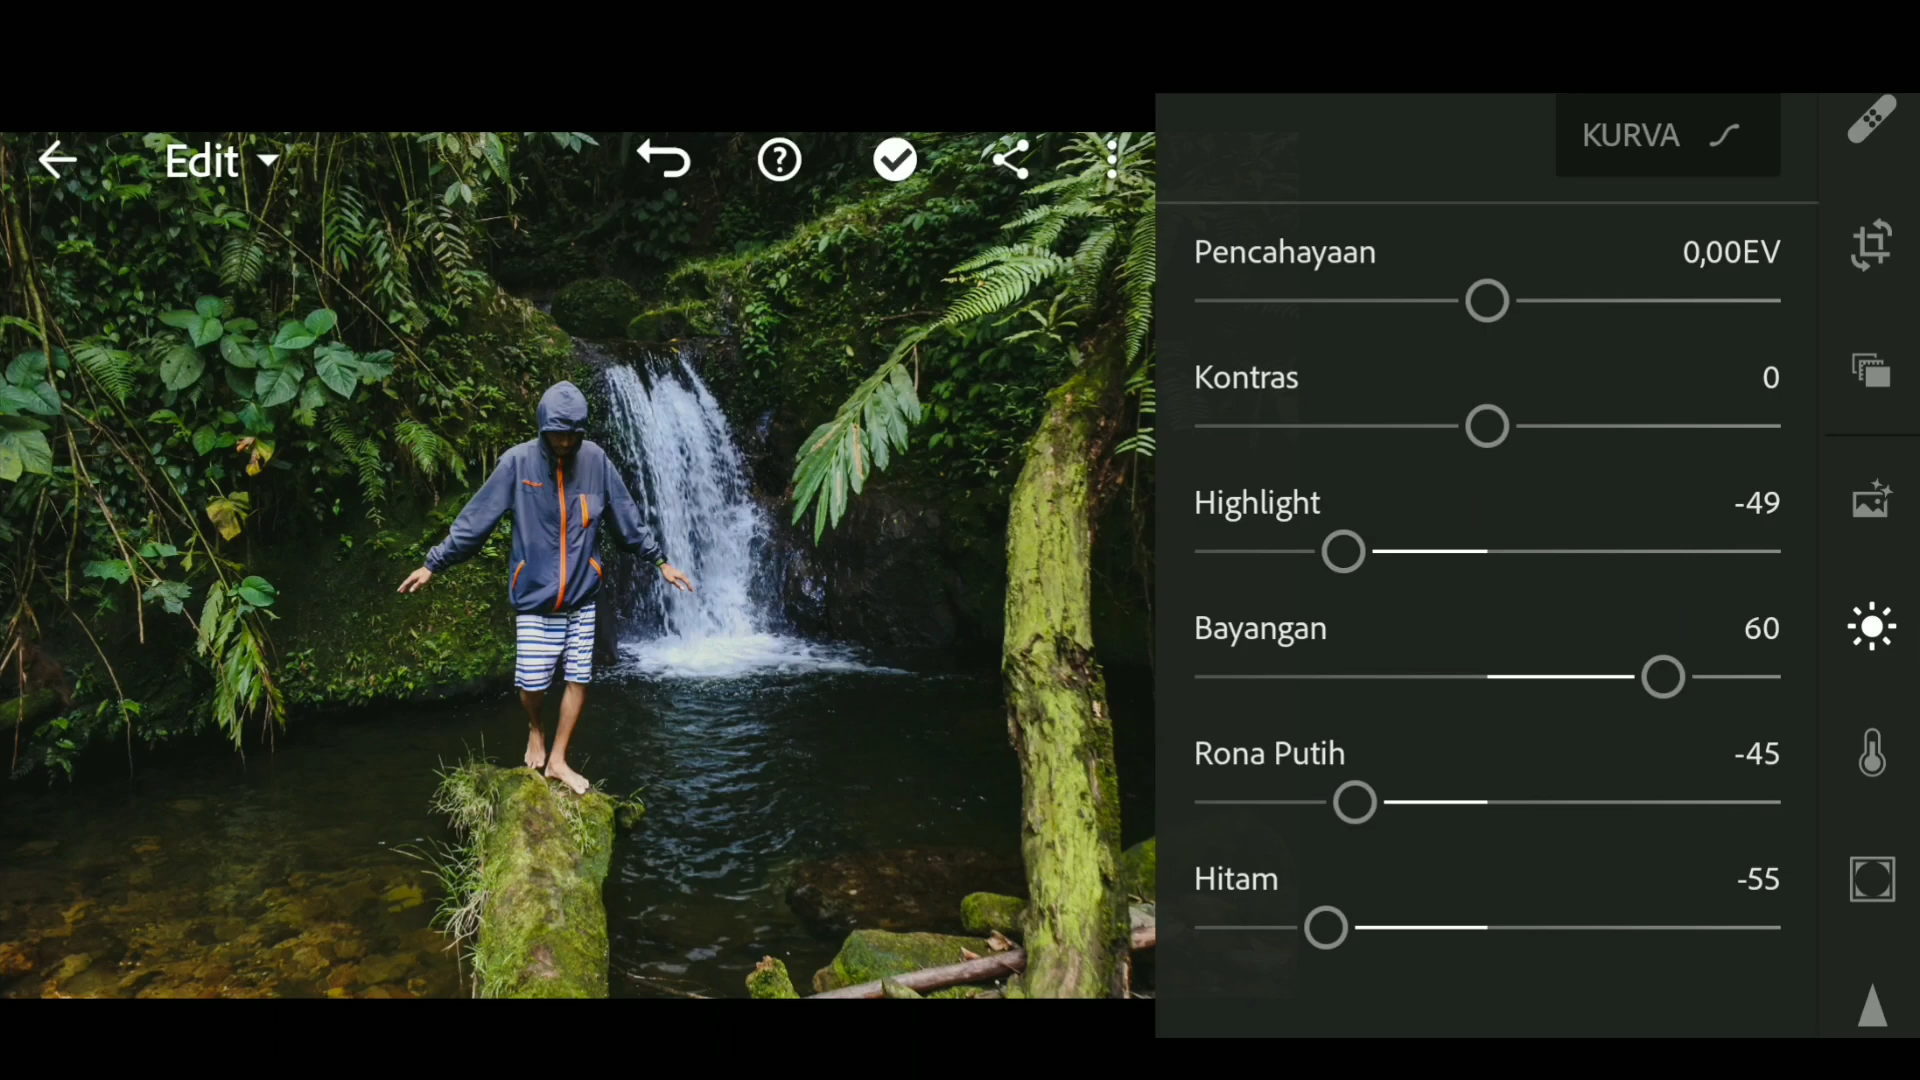 Edit
KURVA
Pencahayaan 0,00EV
Kontras 0
Highlight -49
Bayangan 60
Rona Putih -45
Hitam -55